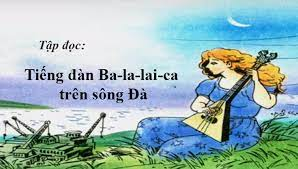 Tập đọc:
Tiếng đàn Ba-la-lai-ca
trên sông Đà